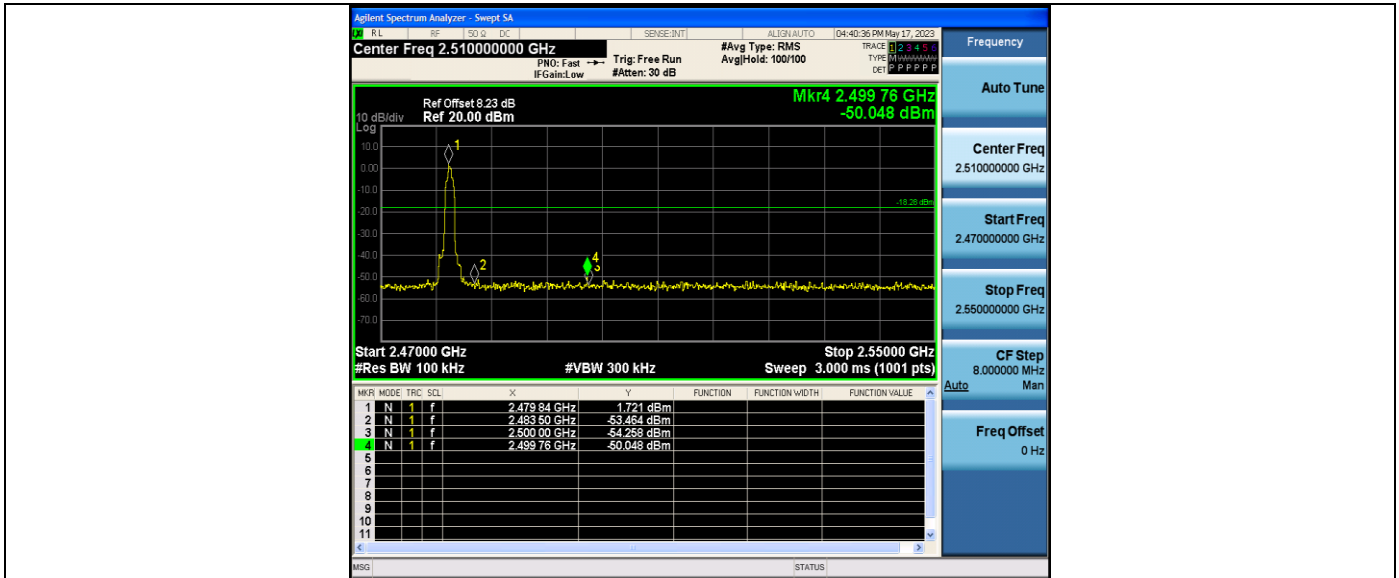 Agilent Spectrum Analyzer - Swept SA
RL RF 50 Ω DC SENSE:INT ALIGNAUTO 04:40:36 PM May 17, 2023
Center Freq 2.510000000 GHz
PNO: Fast
IFGain:Low
Trig: Free Run
#Atten: 30 dB
#Avg Type: RMS
Avg|Hold: 100/100
TRACE 1 2 3 4 5 6
TYPE M
DET P P P P P P
Mkr4 2.499 76 GHz
-50.048 dBm
Ref Offset 8.23 dB
Ref 20.00 dBm
10 dB/div
Log
10.0
0.00
-10.0
-20.0
-30.0
-40.0
-50.0
-60.0
-70.0
1
2
4
3
-18.28 dBm
Start 2.47000 GHz
Stop 2.55000 GHz
#Res BW 100 kHz
#VBW 300 kHz
Sweep 3.000 ms (1001 pts)
MKR MODE TRC SCL X Y FUNCTION FUNCTION WIDTH FUNCTION VALUE
1 N 1 f 2.479 84 GHz 1.721 dBm
2 N 1 f 2.483 50 GHz -53.464 dBm
3 N 1 f 2.500 00 GHz -54.258 dBm
4 N 1 f 2.499 76 GHz -50.048 dBm
5
6
7
8
9
10
11
MSG
STATUS
Frequency
Auto Tune
Center Freq
2.510000000 GHz
Start Freq
2.470000000 GHz
Stop Freq
2.550000000 GHz
CF Step
8.000000 MHz
Auto Man
Freq Offset
0 Hz